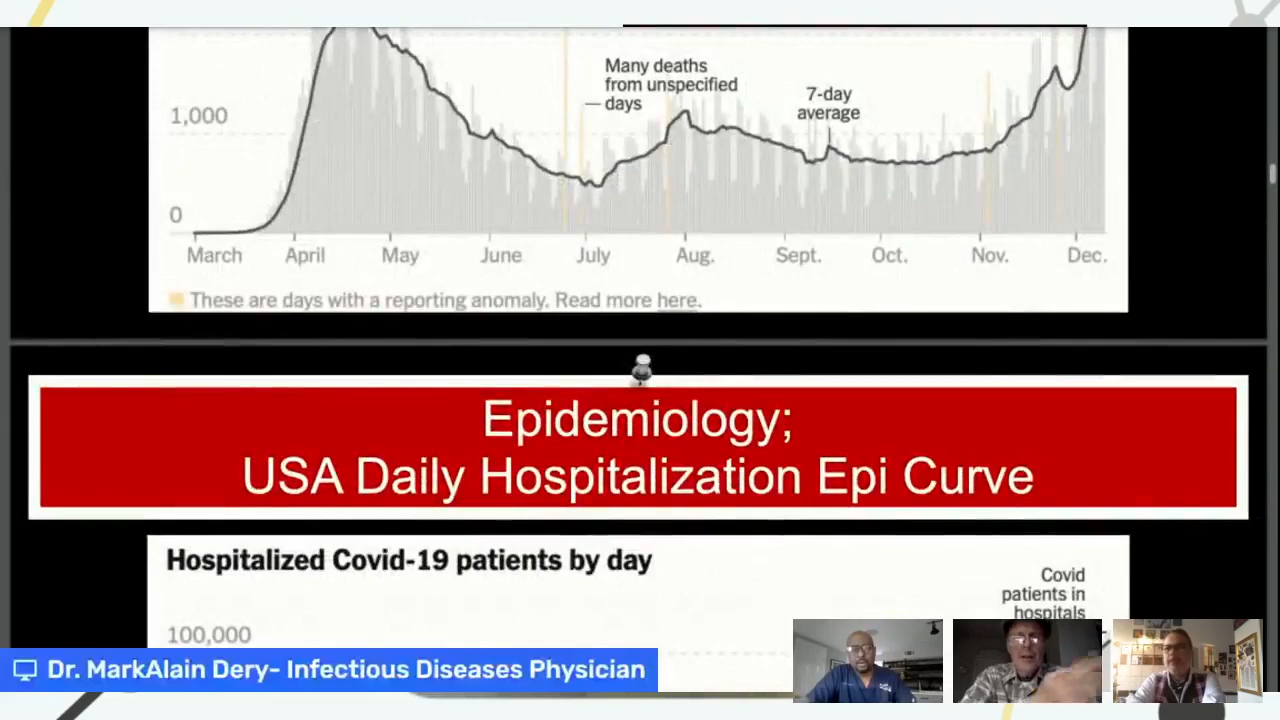 Many deaths
from unspecified
days
7-day
average
1,000
0
March April May June July Aug. Sept. Oct. Nov. Dec.
These are days with a reporting anomaly. Read more here.
Epidemiology;
USA Daily Hospitalization Epi Curve
Hospitalized Covid-19 patients by day
Covid
patients in
hospitals
100,000
Dr. MarkAlain Dery- Infectious Diseases Physician